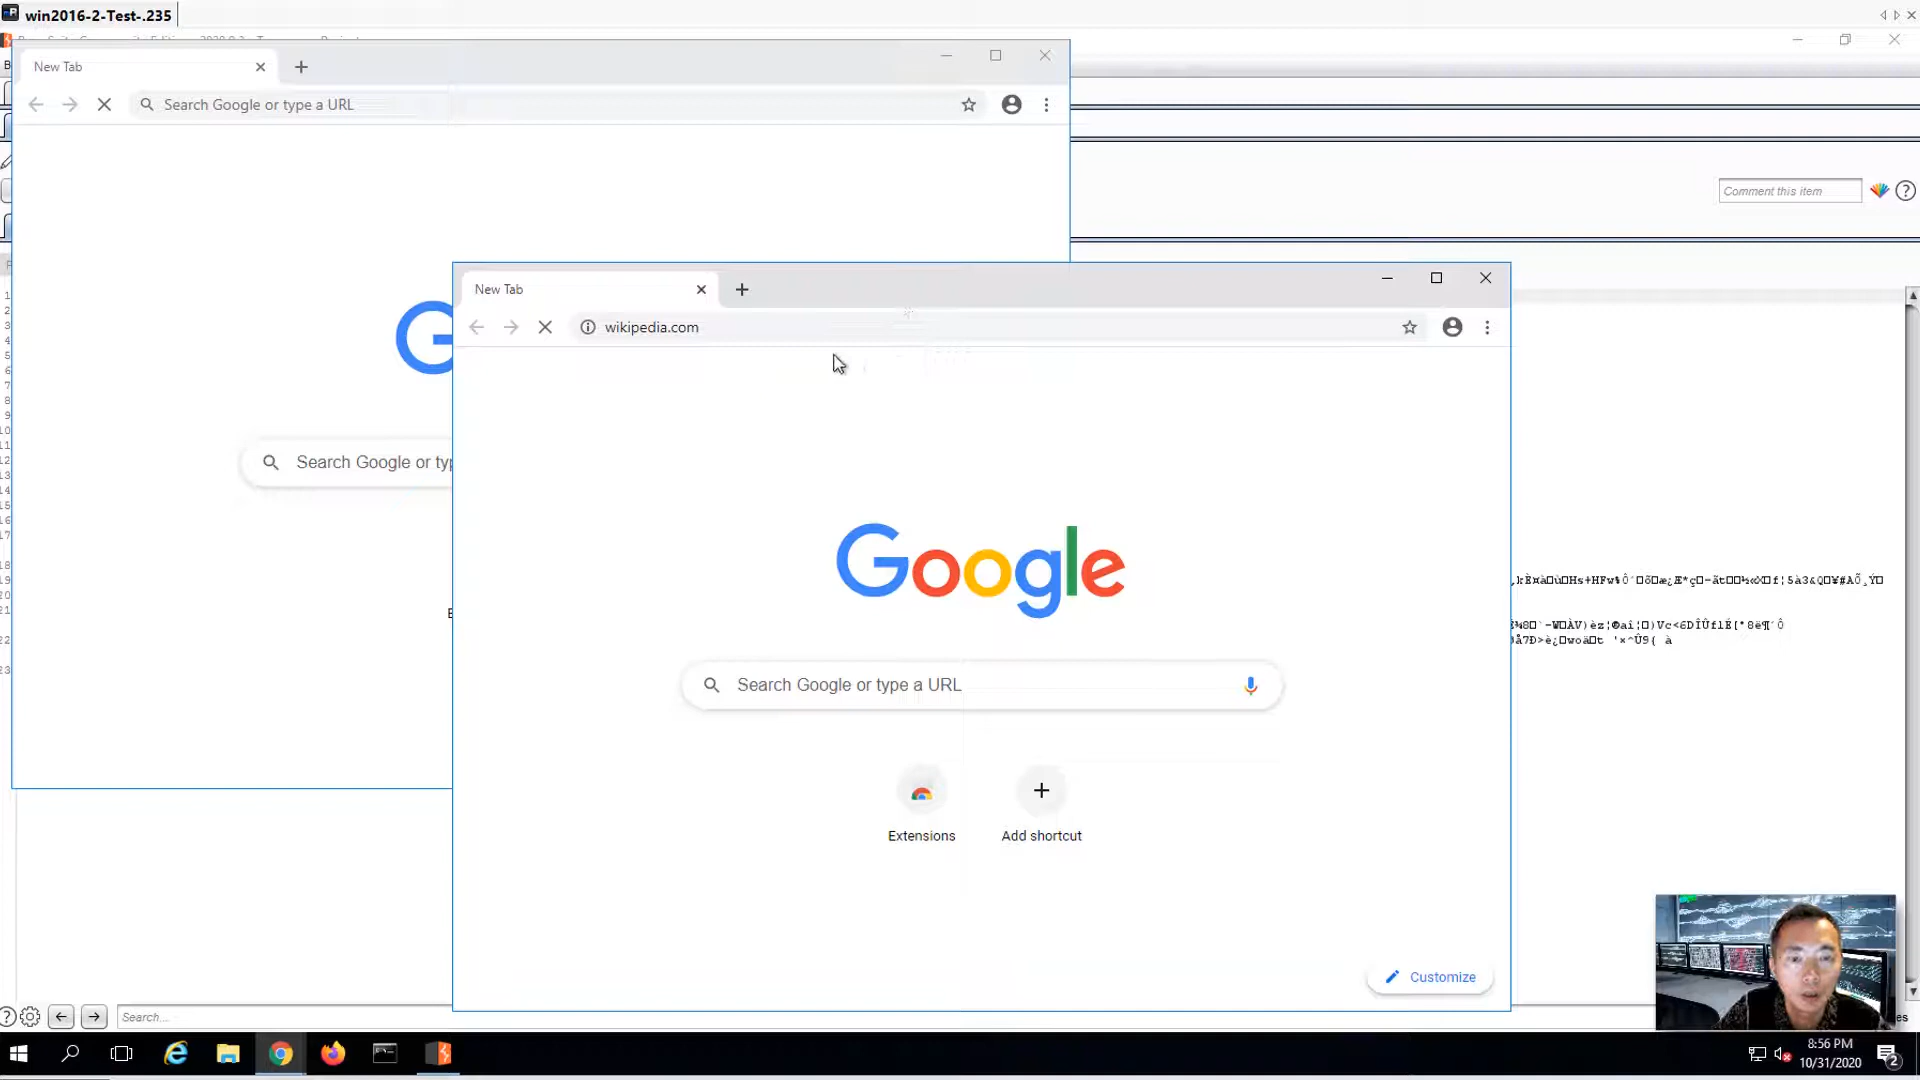 win2016-2-Test-.235
New Tab
Search Google or type a URL
Comment this item
New Tab
wikipedia.com
Search Google or typ
Google
Search Google or type a URL
Extensions
Add shortcut
Customize
Search...
8:56 PM
10/31/2020
2